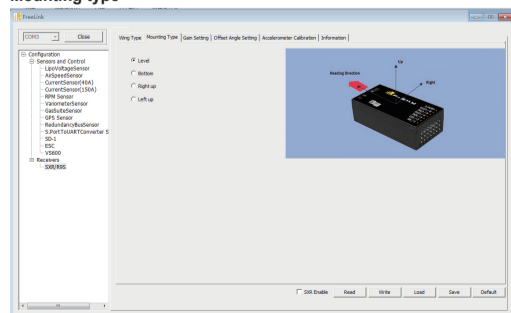 Mounting type
FreeLink
COM3 Close
Configuration
Sensors and Control
LipoVoltageSensor
AirSpeedSensor
CurrentSensor(40A)
CurrentSensor(150A)
RPM Sensor
VariometerSensor
GasSuiteSensor
GPS Sensor
RedundancyBusSensor
S.PortToUARTConverter S
SD-1
ESC
VS600
Receivers
SXR/R9S
Wing Type Mounting Type Gain Setting Offset Angle Setting Accelerometer Calibration Information
Level
Bottom
Right up
Left up
Up
Heading Direction
Right
SXR Enable Read Write Load Save Default